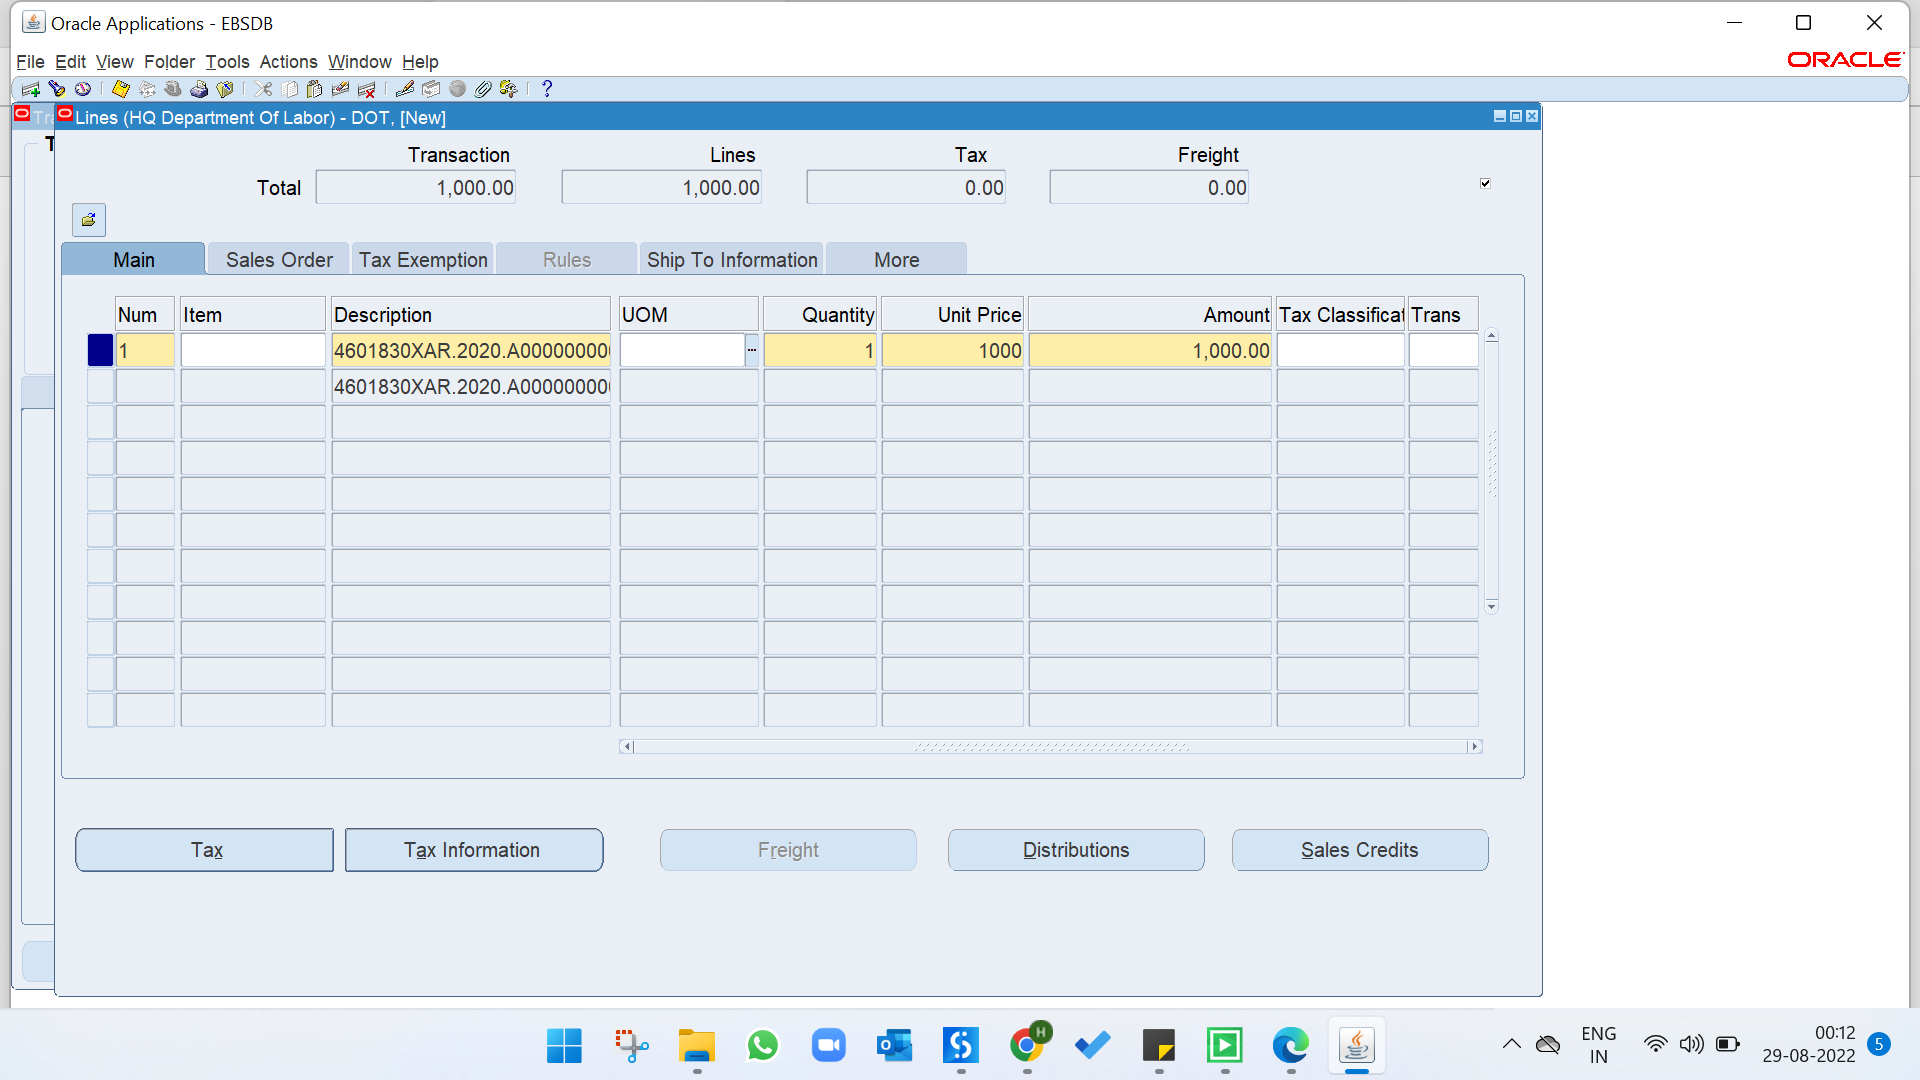 Oracle Applications - EBSDB
File Edit View Folder Tools Actions Window Help
ORACLE
Lines (HQ Department Of Labor) - DOT, [New]
Transaction Lines Tax Freight
Total 1,000.00 1,000.00 0.00 0.00
Main Sales Order Tax Exemption Rules Ship To Information More
Num Item Description UOM Quantity Unit Price Amount Tax Classificat Trans
1 4601830XAR.2020.A000000000 ... 1 1000 1,000.00
4601830XAR.2020.A000000000
Tax Tax Information Freight Distributions Sales Credits
H
ENG 00:12
IN 29-08-2022 5